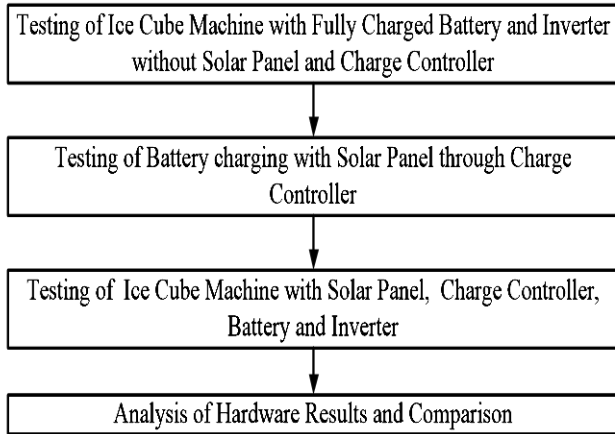 Testing of Ice Cube Machine with Fully Charged Battery and Inverter
without Solar Panel and Charge Controller
Testing of Battery charging with Solar Panel through Charge
Controller
Testing of Ice Cube Machine with Solar Panel, Charge Controller,
Battery and Inverter
Analysis of Hardware Results and Comparison